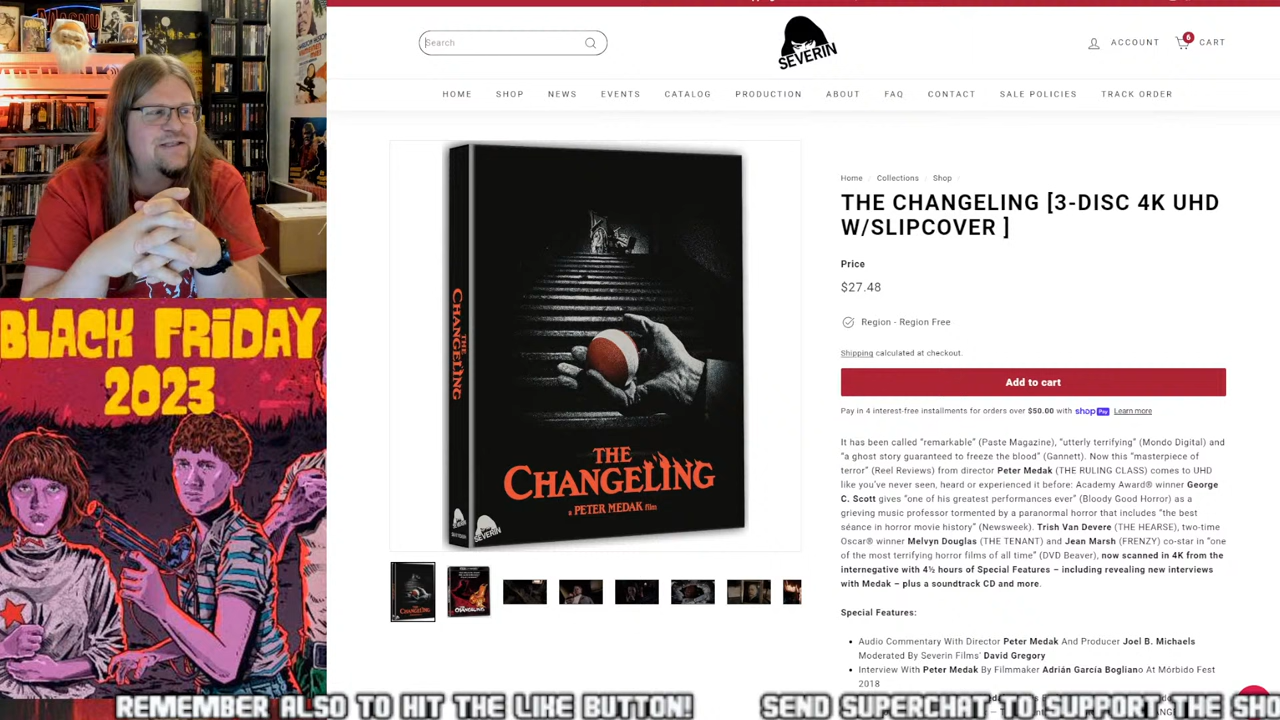 BLACK FRIDAY
2023
Search
SEVERIN
ACCOUNT
6
CART
HOME
SHOP
NEWS
EVENTS
CATALOG
PRODUCTION
ABOUT
FAQ
CONTACT
SALE POLICIES
TRACK ORDER
THE
CHANGELING
THE
CHANGELING
a PETER MEDAK film
SEVERIN
Home / Collections / Shop /
THE CHANGELING [3-DISC 4K UHD
W/SLIPCOVER ]
Price
$27.48
Region - Region Free
Shipping calculated at checkout.
Add to cart
Pay in 4 interest-free installments for orders over $50.00 with shop Pay Learn more
It has been called “remarkable” (Paste Magazine), “utterly terrifying” (Mondo Digital) and
“a ghost story guaranteed to freeze the blood” (Gannett). Now this “masterpiece of
terror” (Reel Reviews) from director Peter Medak (THE RULING CLASS) comes to UHD
like you’ve never seen, heard or experienced it before: Academy Award® winner George
C. Scott gives “one of his greatest performances ever” (Bloody Good Horror) as a
grieving music professor tormented by a paranormal horror that includes “the best
séance in horror movie history” (Newsweek). Trish Van Devere (THE HEARSE), two-time
Oscar® winner Melvyn Douglas (THE TENANT) and Jean Marsh (FRENZY) co-star in “one
of the most terrifying horror films of all time” (DVD Beaver), now scanned in 4K from the
internegative with 4½ hours of Special Features – including revealing new interviews
with Medak – plus a soundtrack CD and more.
Special Features:
Audio Commentary With Director Peter Medak And Producer Joel B. Michaels
Moderated By Severin Films’ David Gregory
Interview With Peter Medak By Filmmaker Adrián García Bogliano At Mórbido Fest
2018
REMEMBER ALSO TO HIT THE LIKE BUTTON!
SEND SUPERCHAT TO SUPPORT THE SHO